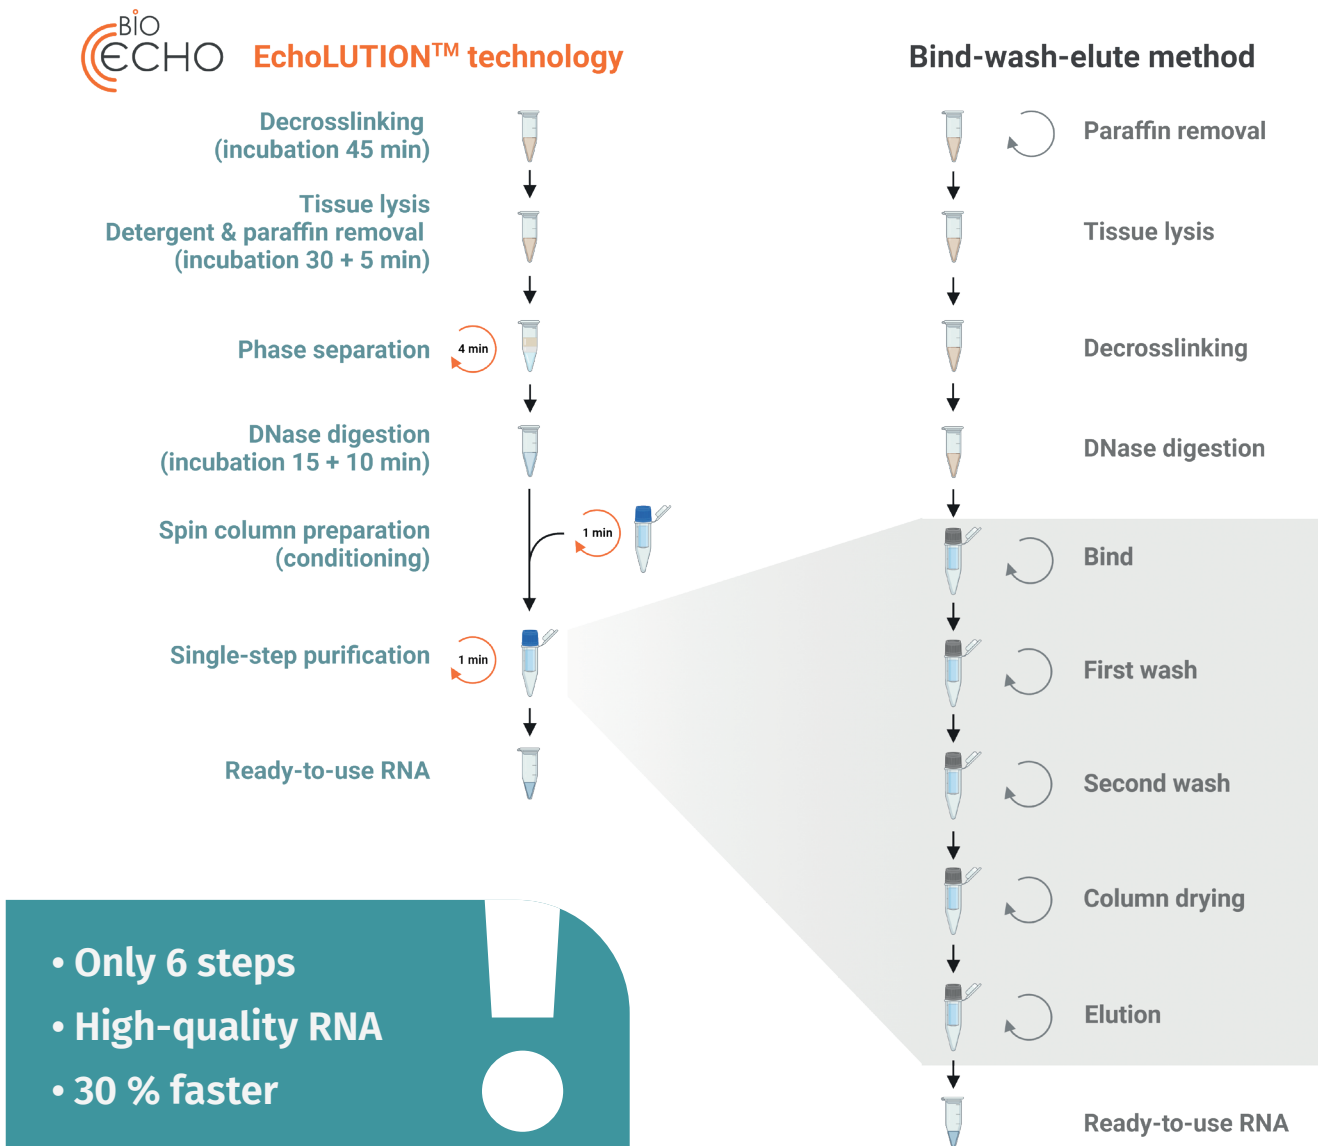 BIO
ECHO
EchoLUTION™ technology
Decrosslinking
(incubation 45 min)
Tissue lysis
Detergent & paraffin removal
(incubation 30 + 5 min)
Phase separation
4 min
DNase digestion
(incubation 15 + 10 min)
Spin column preparation
(conditioning)
1 min
Single-step purification
1 min
Ready-to-use RNA
• Only 6 steps
• High-quality RNA
• 30 % faster
!
Bind-wash-elute method
Paraffin removal
Tissue lysis
Decrosslinking
DNase digestion
Bind
First wash
Second wash
Column drying
Elution
Ready-to-use RNA